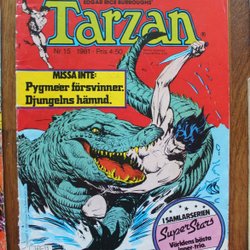 EDGAR RICE BURROUGHS'
Tarzan
Nr 15 1981 Pris 4:50
MISSA INTE:
Pygméer försvinner.
Djungelns hämnd.
I SAMLARSERIEN
SuperStars
Världens bästa